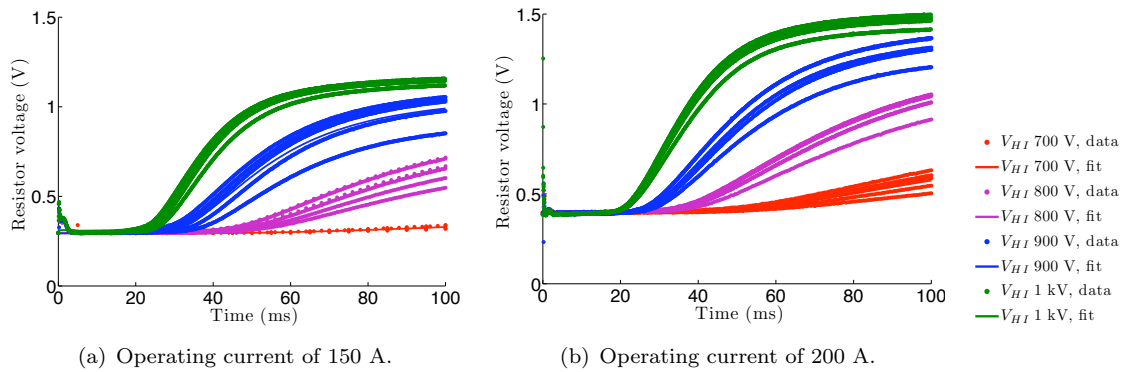 1.5
1
0.5
0
Resistor voltage (V)
0 20 40 60 80 100
Time (ms)
(a) Operating current of 150 A.
1.5
1.0
0.5
0
Resistor voltage (V)
0 20 40 60 80 100
Time (ms)
(b) Operating current of 200 A.
V_HI 700 V, data
V_HI 700 V, fit
V_HI 800 V, data
V_HI 800 V, fit
V_HI 900 V, data
V_HI 900 V, fit
V_HI 1 kV, data
V_HI 1 kV, fit